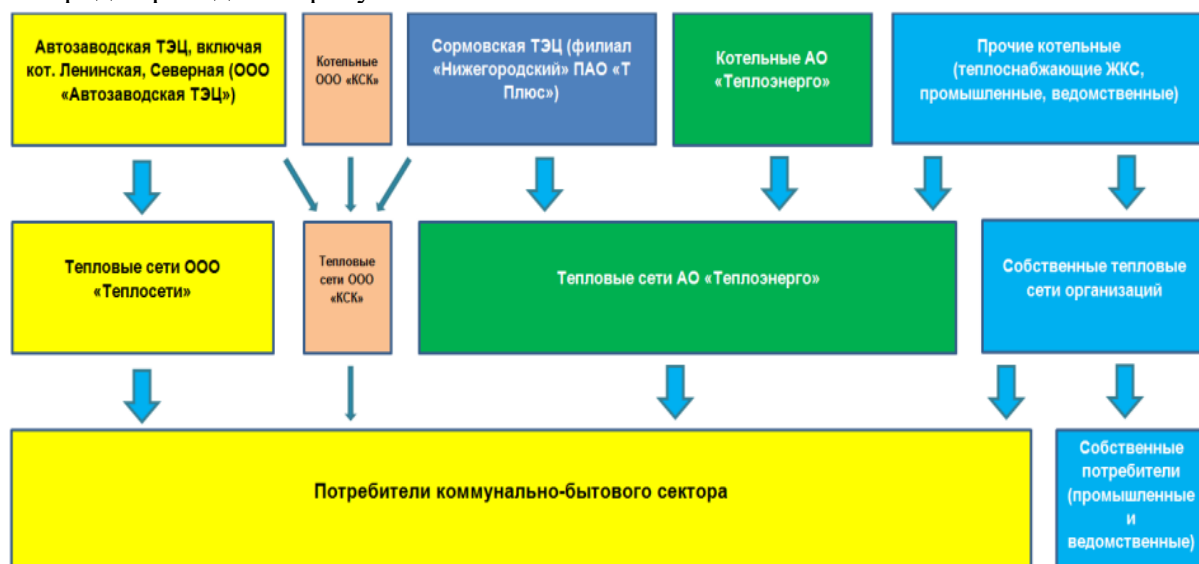 Автозаводская ТЭЦ, включая
кот. Ленинская, Северная (ООО
«Автозаводская ТЭЦ»)
Котельные
ООО «КСК»
Сормовская ТЭЦ (филиал
«Нижегородский» ПАО «Т
Плюс»)
Котельные АО
«Теплоэнерго»
Прочие котельные
(теплоснабжающие ЖКС,
промышленные, ведомственные)
Тепловые сети ООО
«Теплосети»
Тепловые
сети ООО
«КСК»
Тепловые сети АО «Теплоэнерго»
Собственные тепловые
сети организаций
Потребители коммунально-бытового сектора
Собственные
потребители
(промышленные
и
ведомственные)